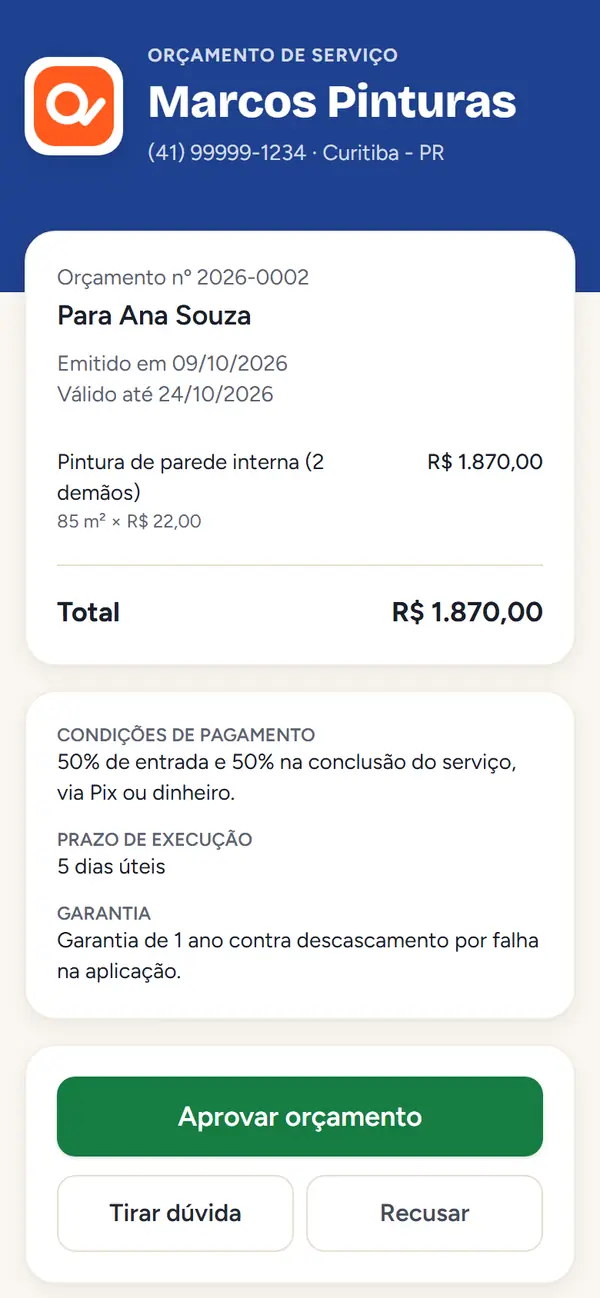 ORÇAMENTO DE SERVIÇO
Marcos Pinturas
(41) 99999-1234 · Curitiba - PR
Orçamento nº 2026-0002
Para Ana Souza
Emitido em 09/10/2026
Válido até 24/10/2026
Pintura de parede interna (2 R$ 1.870,00
demãos)
85 m² × R$ 22,00
Total R$ 1.870,00
CONDIÇÕES DE PAGAMENTO
50% de entrada e 50% na conclusão do serviço,
via Pix ou dinheiro.
PRAZO DE EXECUÇÃO
5 dias úteis
GARANTIA
Garantia de 1 ano contra descascamento por falha
na aplicação.
Aprovar orçamento
Tirar dúvida Recusar